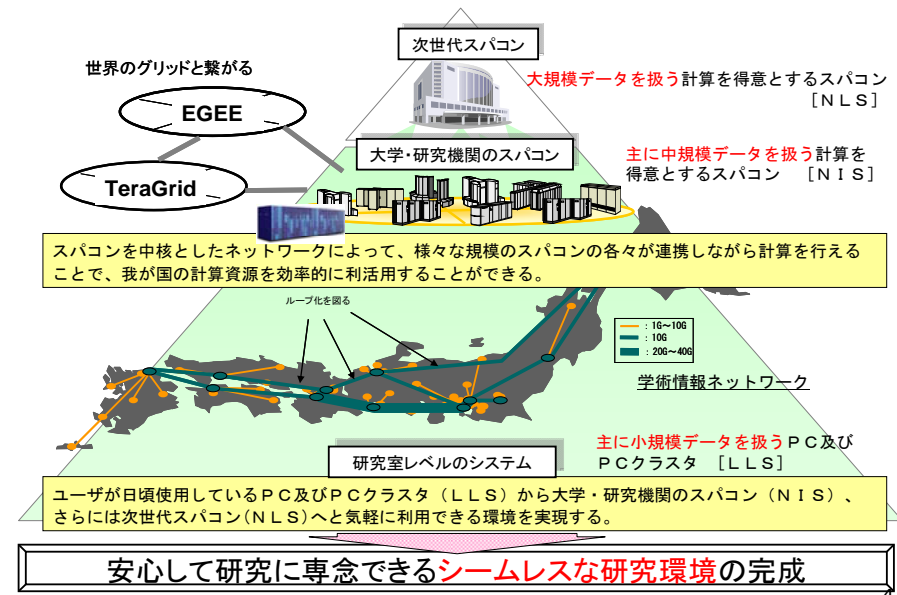 次世代スパコン
世界のグリッドと繋がる
大規模データを扱う計算を得意とするスパコン
［ＮＬＳ］
EGEE
大学・研究機関のスパコン
主に中規模データを扱う計算を
得意とするスパコン　［ＮＩＳ］
TeraGrid
スパコンを中核としたネットワークによって、様々な規模のスパコンの各々が連携しながら計算を行える
ことで、我が国の計算資源を効率的に利活用することができる。
ループ化を図る
：1G～10G
：10G
：20G～40G
学術情報ネットワーク
主に小規模データを扱うＰＣ及び
ＰＣクラスタ　［ＬＬＳ］
研究室レベルのシステム
ユーザが日頃使用しているＰＣ及びＰＣクラスタ（ＬＬＳ）から大学・研究機関のスパコン（ＮＩＳ）、
さらには次世代スパコン（ＮＬＳ）へと気軽に利用できる環境を実現する。
安心して研究に専念できるシームレスな研究環境の完成